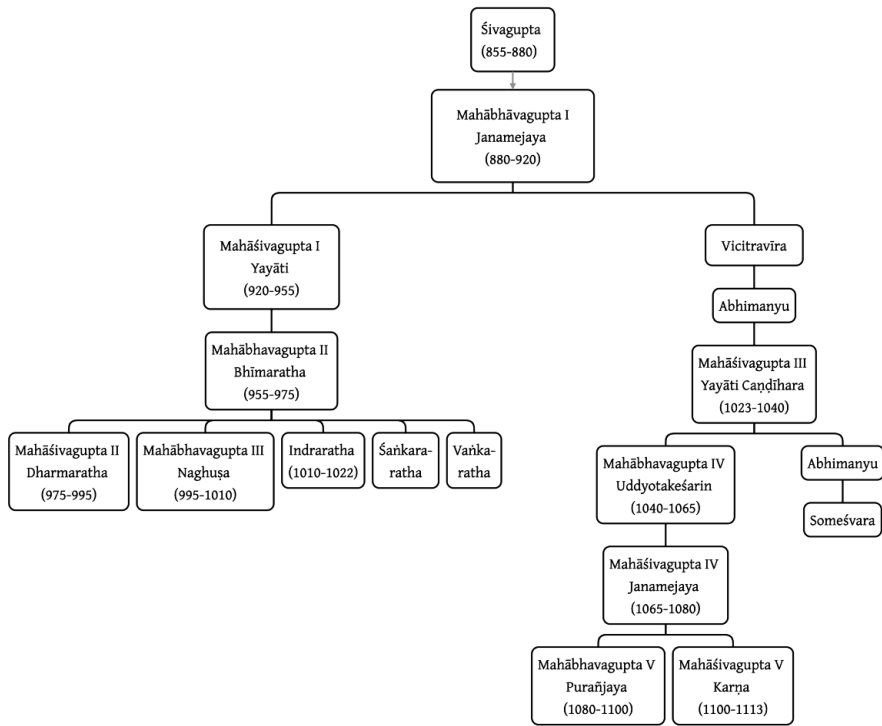 Śivagupta
(855-880)
Mahābhāvagupta I
Janamejaya
(880-920)
Mahāśivagupta I
Yayāti
(920-955)
Vicitravīra
Abhimanyu
Mahābhavagupta II
Bhīmaratha
(955-975)
Mahāśivagupta III
Yayāti Caṇḍīhara
(1023-1040)
Mahāśivagupta II
Dharmaratha
(975-995)
Mahābhavagupta III
Naghuṣa
(995-1010)
Indraratha
(1010-1022)
Śaṅkara-
ratha
Vaṅka-
ratha
Mahābhavagupta IV
Uddyotakeśarin
(1040-1065)
Abhimanyu
Someśvara
Mahāśivagupta IV
Janamejaya
(1065-1080)
Mahābhavagupta V
Purañjaya
(1080-1100)
Mahāśivagupta V
Karṇa
(1100-1113)